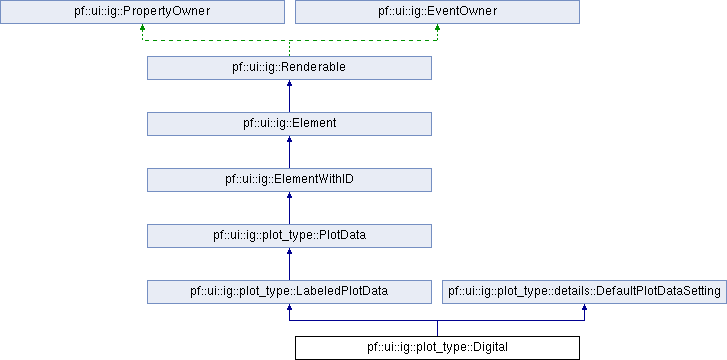 pf::ui::ig::PropertyOwner
pf::ui::ig::EventOwner
pf::ui::ig::Renderable
pf::ui::ig::Element
pf::ui::ig::ElementWithID
pf::ui::ig::plot_type::PlotData
pf::ui::ig::plot_type::LabeledPlotData
pf::ui::ig::plot_type::details::DefaultPlotDataSetting
pf::ui::ig::plot_type::Digital